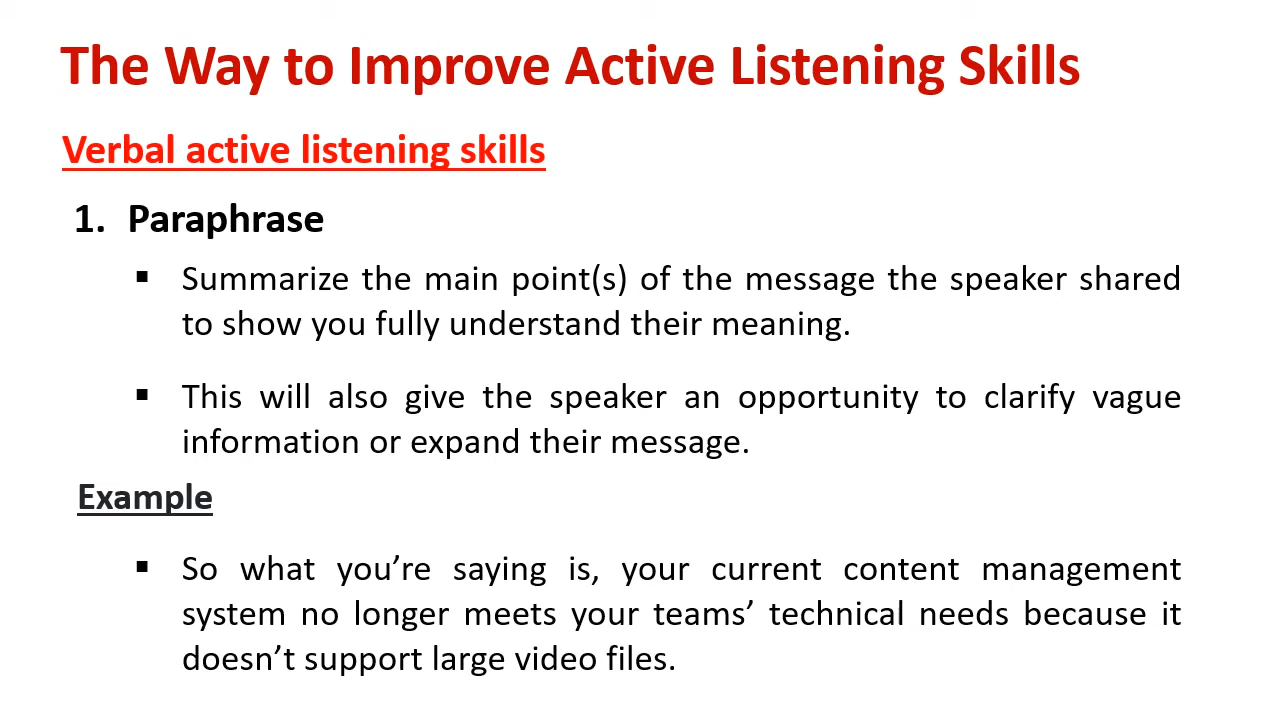 The Way to Improve Active Listening Skills
Verbal active listening skills
1. Paraphrase
▪ Summarize the main point(s) of the message the speaker shared
to show you fully understand their meaning.
▪ This will also give the speaker an opportunity to clarify vague
information or expand their message.
Example
▪ So what you’re saying is, your current content management
system no longer meets your teams’ technical needs because it
doesn’t support large video files.